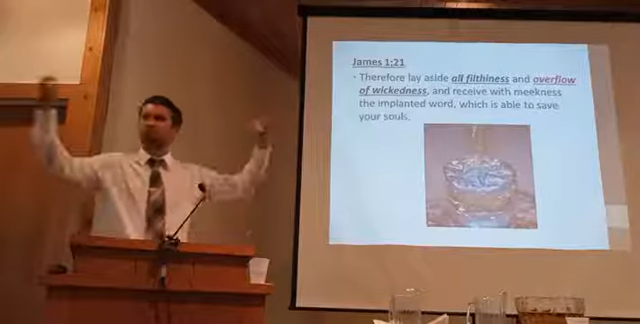 James 1:21
• Therefore lay aside all filthiness and overflow
of wickedness, and receive with meekness
the implanted word, which is able to save
your souls.